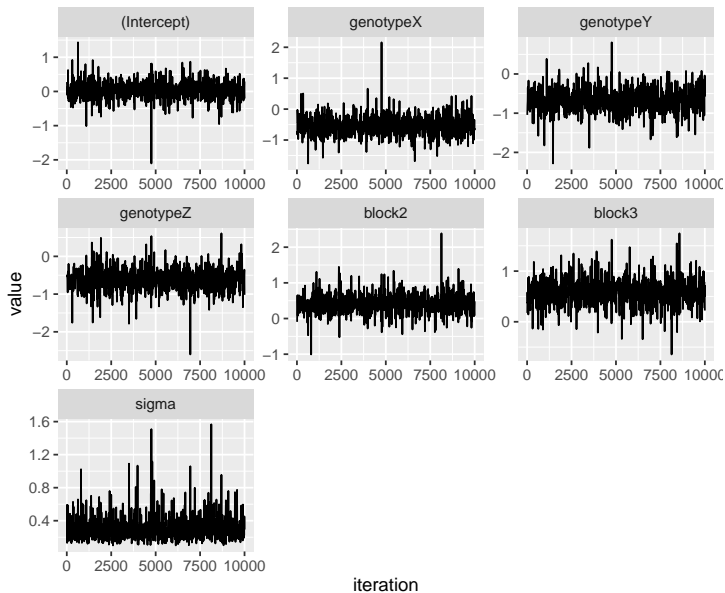 (Intercept) genotypeX genotypeY
1 0 −1 −2
2 1 0 −1
0 −1 −2
0 2500 5000 7500 10000 0 2500 5000 7500 10000 0 2500 5000 7500 10000
genotypeZ block2 block3
value
0 −1 −2
2 1 0 −1
1 0
0 2500 5000 7500 10000 0 2500 5000 7500 10000 0 2500 5000 7500 10000
sigma
1.6 1.2 0.8 0.4
0 2500 5000 7500 10000
iteration